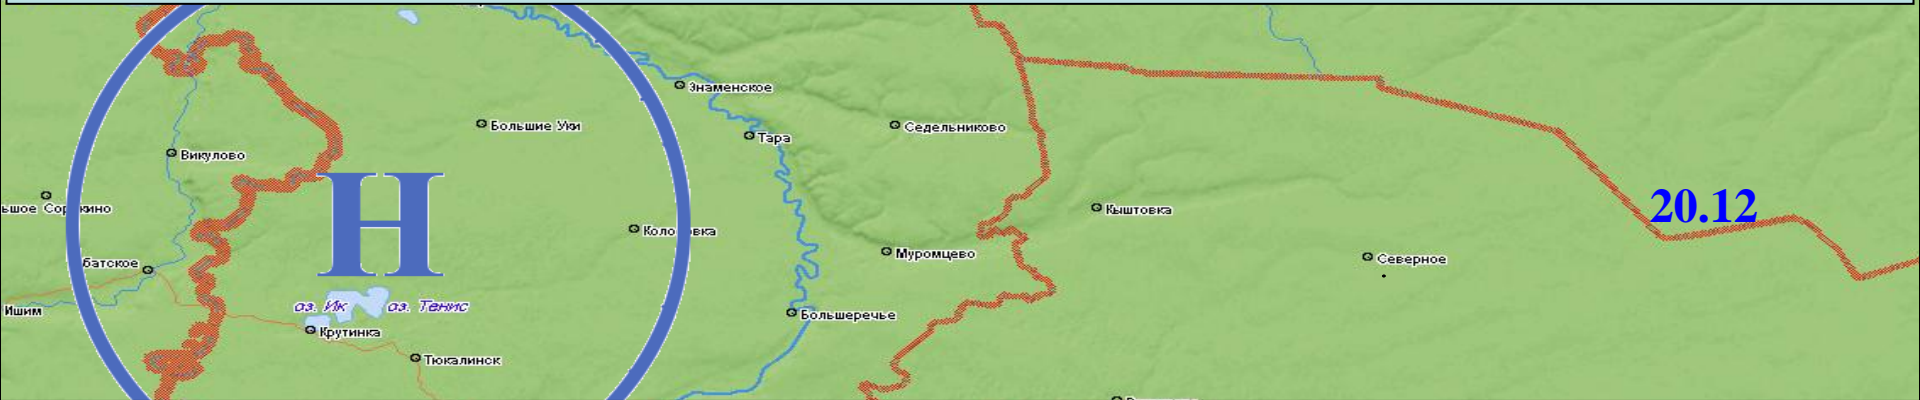 Знаменское
Большие Уки
Тара
Седельниково
Викулово
20.12
Кыштовка
Н
батское
Муромцево
Северное
Ишим
оз. Ик
оз. Тенис
Большеречье
Крутинка
Тюкалинск